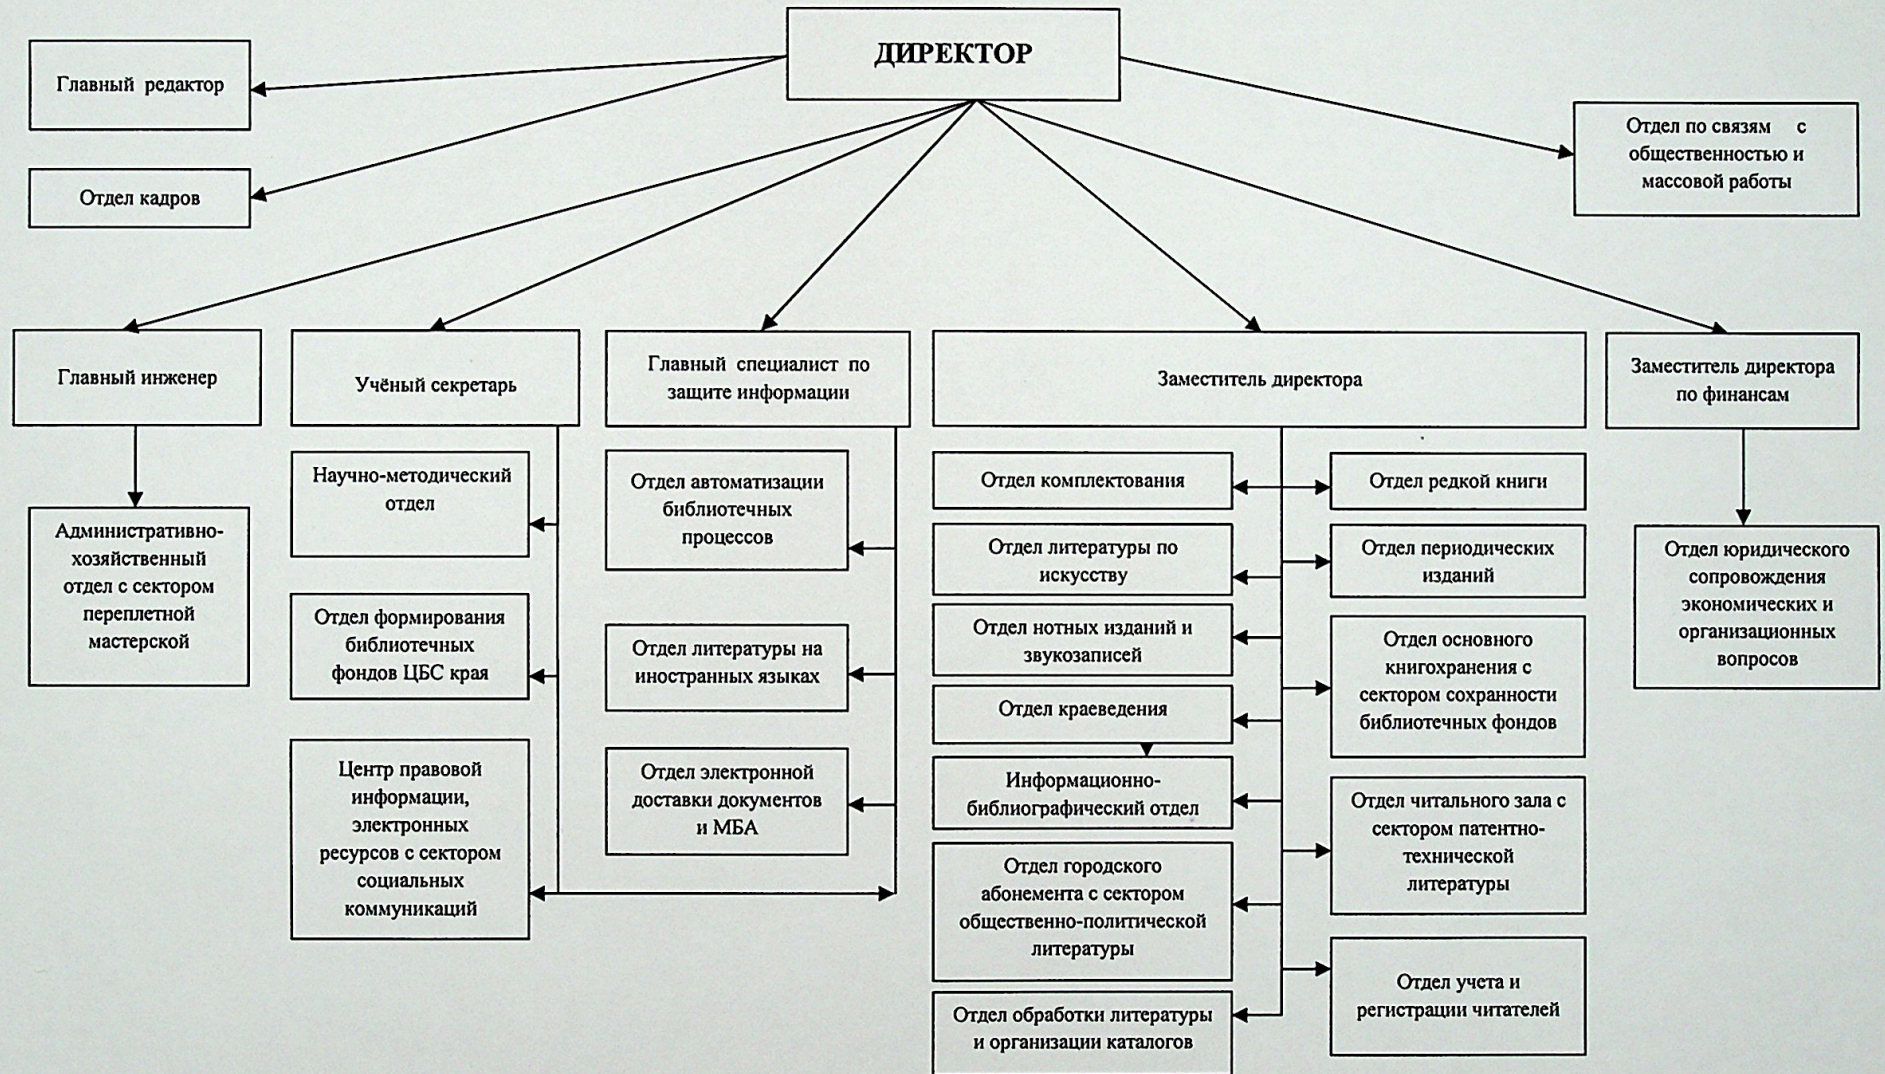 ДИРЕКТОР
Главный редактор
Отдел кадров
Отдел по связям с
общественностью и
массовой работы
Главный инженер
Учёный секретарь
Главный специалист по
защите информации
Заместитель директора
Заместитель директора
по финансам
Административно-
хозяйственный
отдел с сектором
переплетной
мастерской
Научно-методический
отдел
Отдел формирования
библиотечных
фондов ЦБС края
Центр правовой
информации,
электронных
ресурсов с сектором
социальных
коммуникаций
Отдел автоматизации
библиотечных
процессов
Отдел литературы на
иностранных языках
Отдел электронной
доставки документов
и МБА
Отдел комплектования
Отдел литературы по
искусству
Отдел нотных изданий и
звукозаписей
Отдел краеведения
Информационно-
библиографический отдел
Отдел городского
абонемента с сектором
общественно-политической
литературы
Отдел обработки литературы
и организации каталогов
Отдел редкой книги
Отдел периодических
изданий
Отдел основного
книгохранения с
сектором сохранности
библиотечных фондов
Отдел читального зала с
сектором патентно-
технической
литературы
Отдел учета и
регистрации читателей
Отдел юридического
сопровождения
экономических и
организационных
вопросов